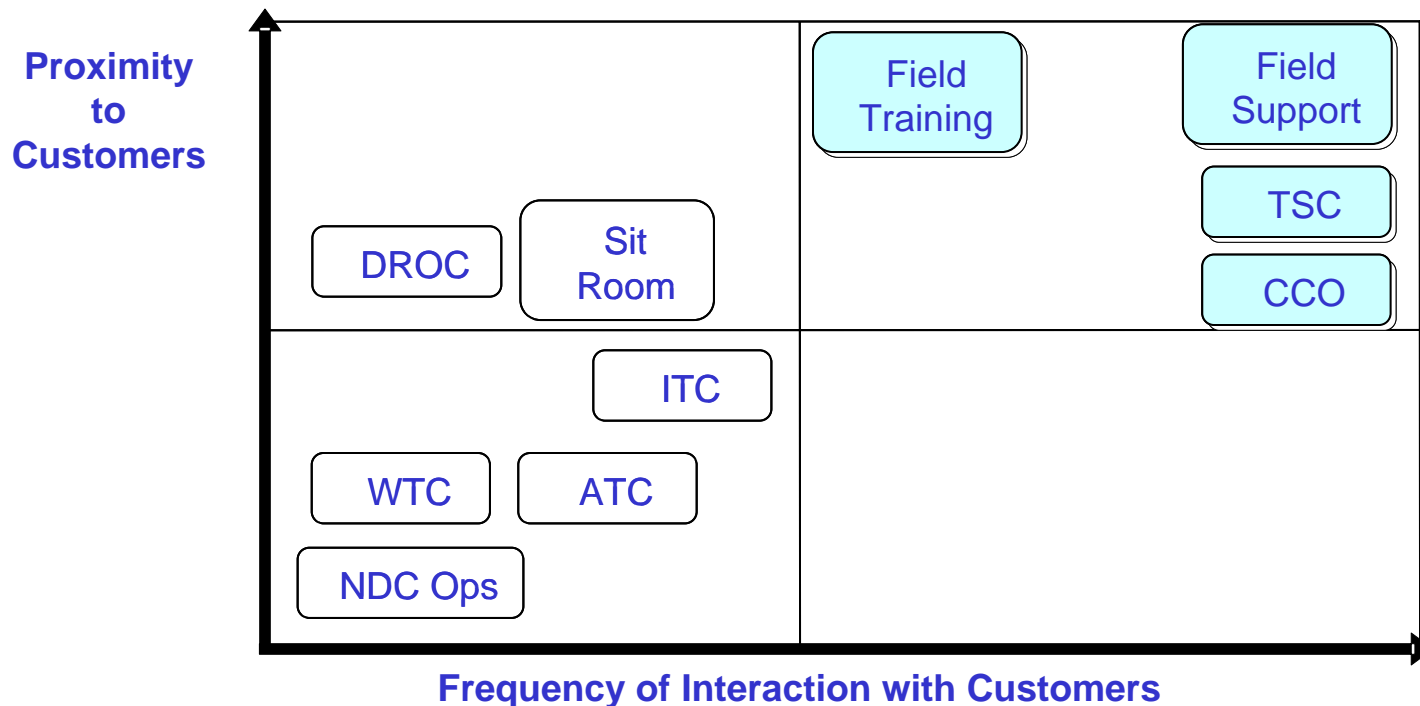 Proximity
to
Customers
Field
Training
Field
Support
TSC
CCO
DROC
Sit
Room
ITC
WTC
ATC
NDC Ops
Frequency of Interaction with Customers